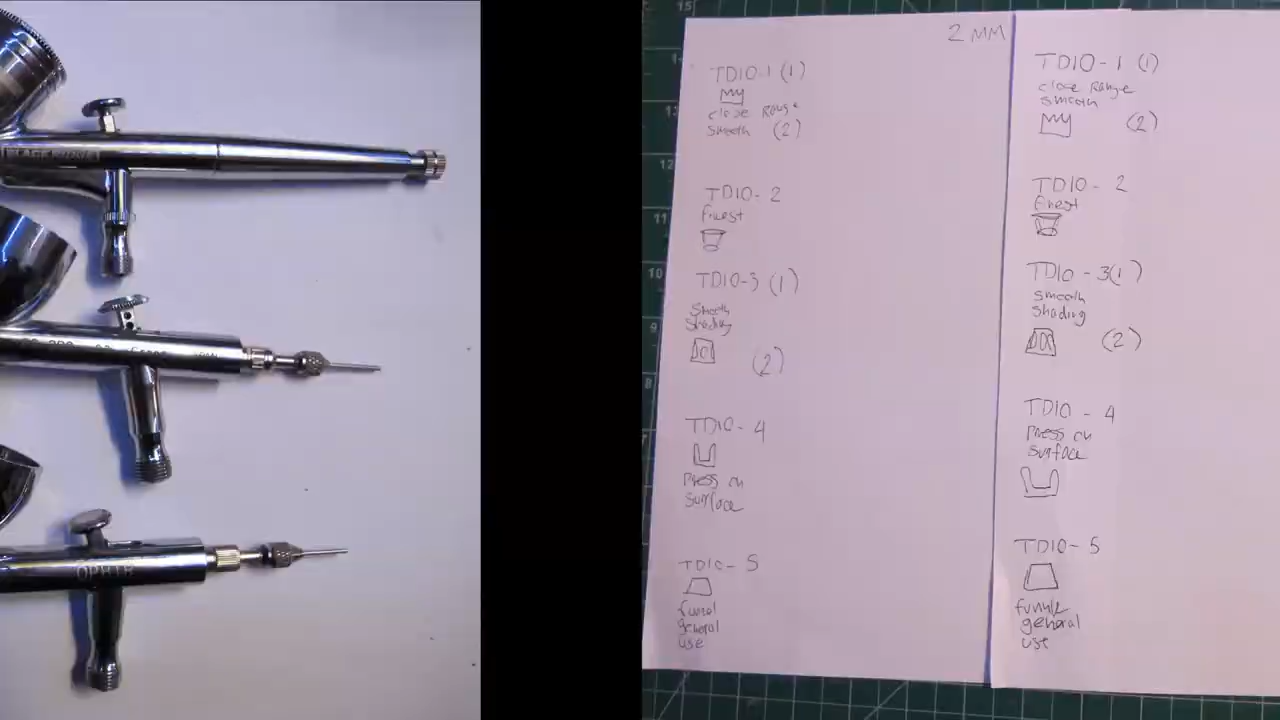 OPHIR
2 MM
TD10-1 (1)
close Range
smooth (2)
TD10-2
finest
TD10-3 (1)
Smooth
Shading
(2)
TD10-4
Press on
surface
TD10-5
funnel
general
use
TD10-1 (1)
close Range
smooth
(2)
TD10-2
finest
TD10-3(1)
Smooth
Shading
(2)
TD10-4
Press on
surface
TD10-5
general
use